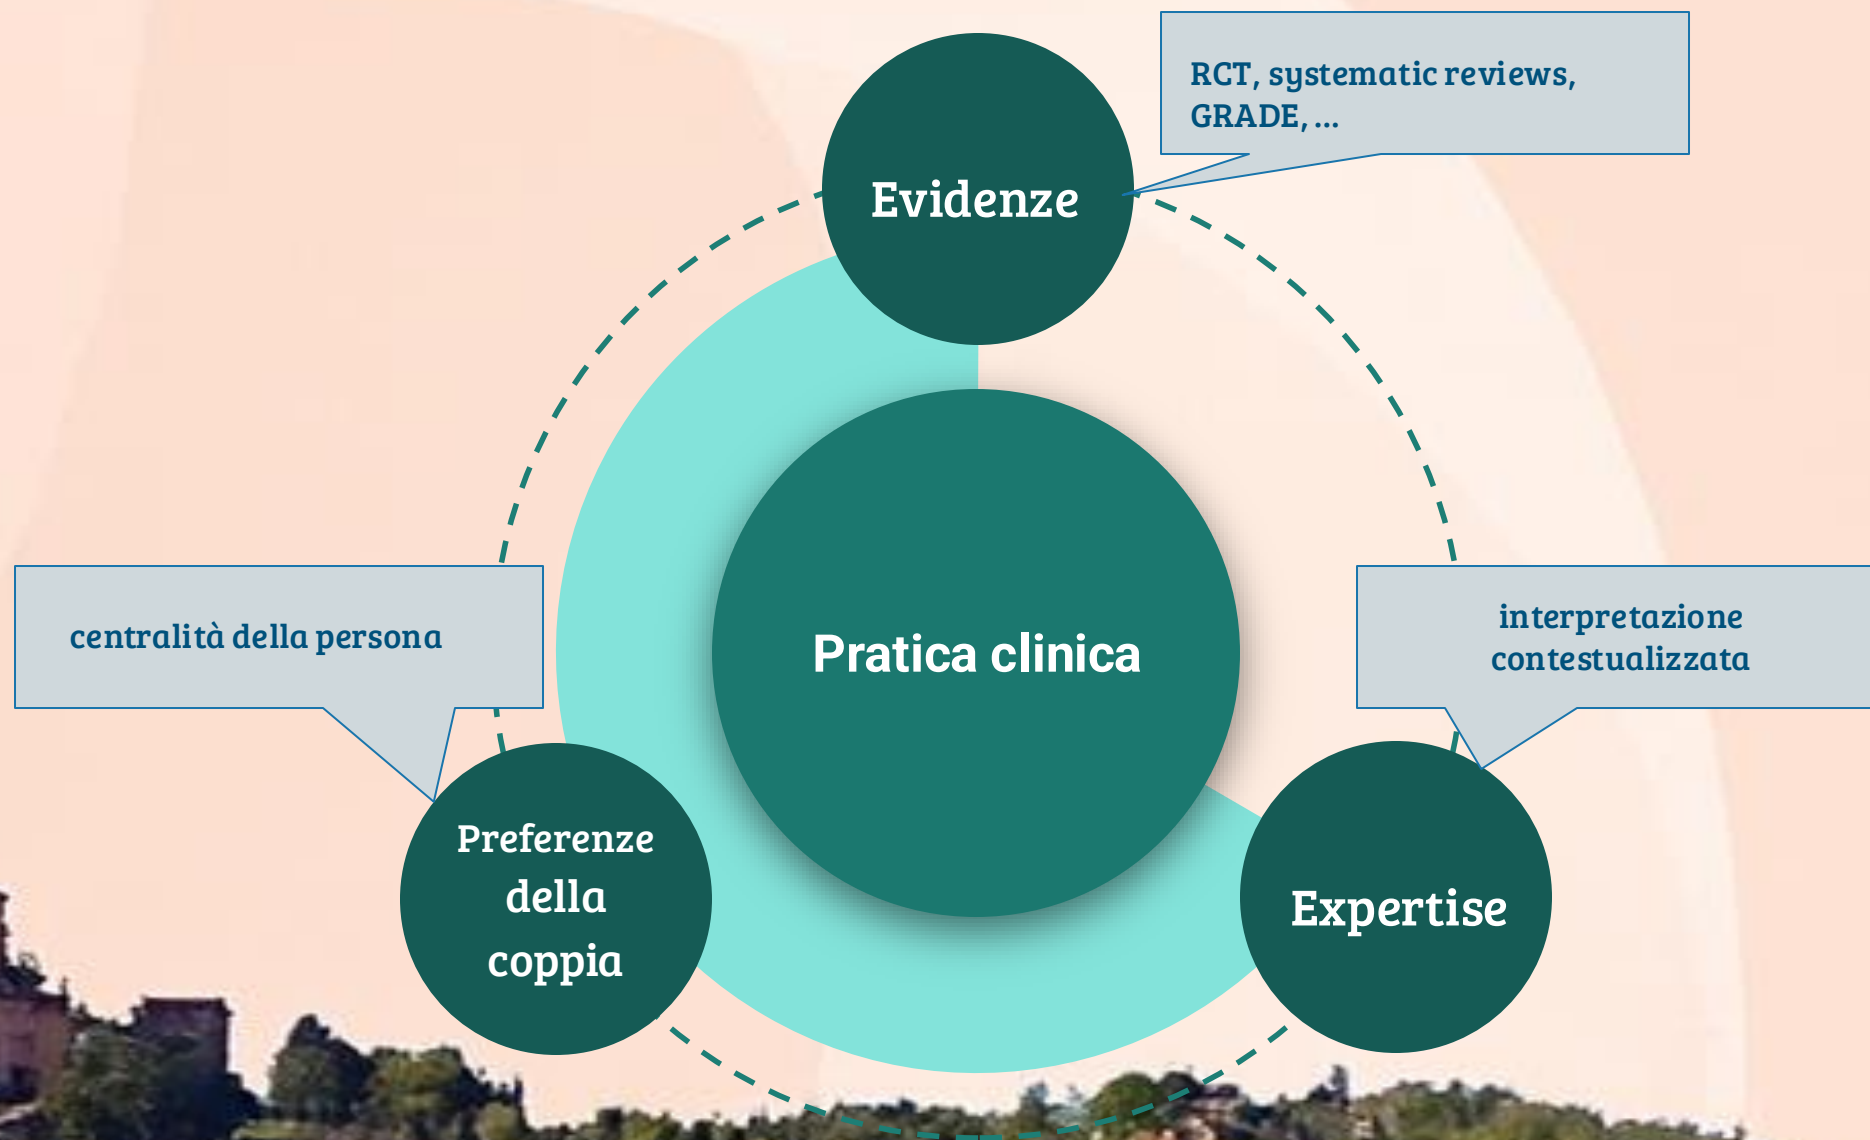 RCT, systematic reviews,
GRADE, ...
Evidenze
centralità della persona
interpretazione
contestualizzata
Pratica clinica
Preferenze
della
coppia
Expertise